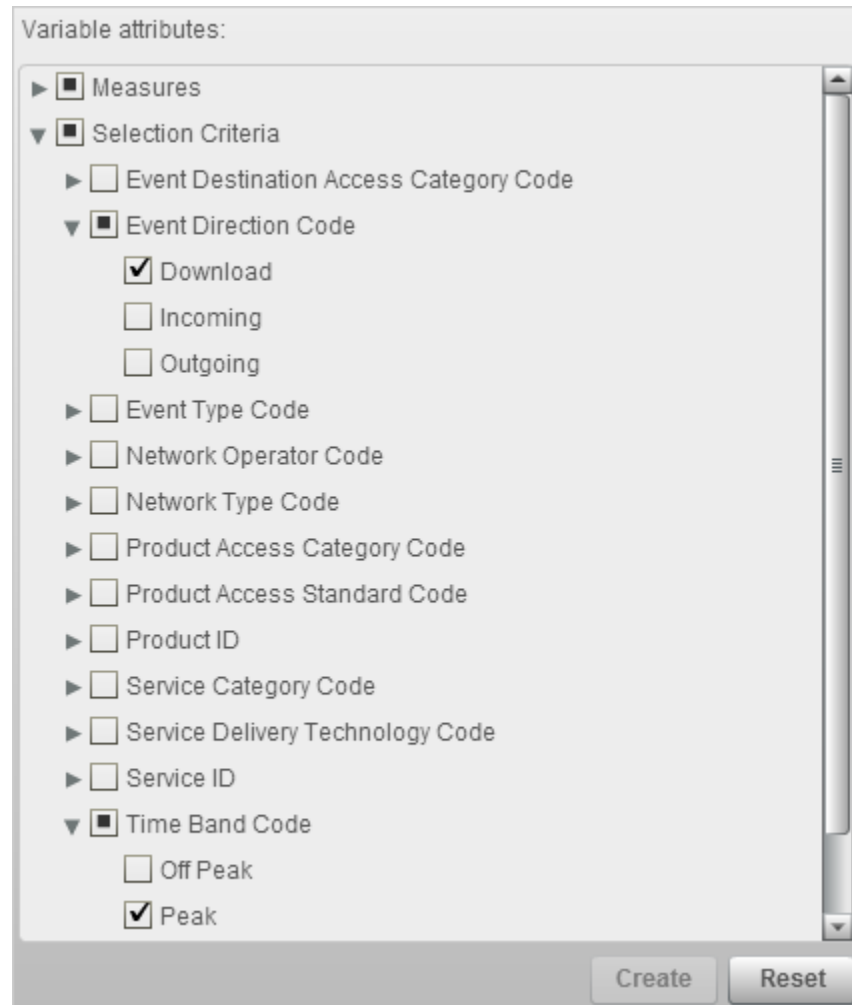 Variable attributes:
Measures
Selection Criteria
Event Destination Access Category Code
Event Direction Code
Download
Incoming
Outgoing
Event Type Code
Network Operator Code
Network Type Code
Product Access Category Code
Product Access Standard Code
Product ID
Service Category Code
Service Delivery Technology Code
Service ID
Time Band Code
Off Peak
Peak
Create Reset